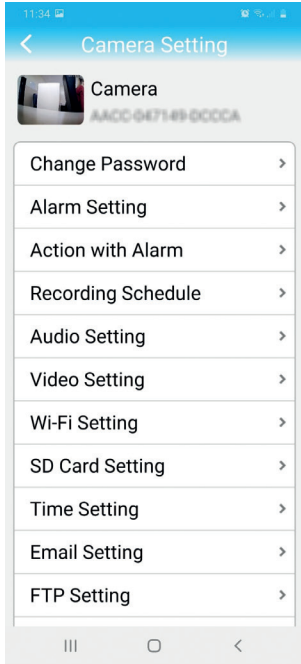 11:34
Camera Setting
Camera
Change Password
Alarm Setting
Action with Alarm
Recording Schedule
Audio Setting
Video Setting
Wi-Fi Setting
SD Card Setting
Time Setting
Email Setting
FTP Setting